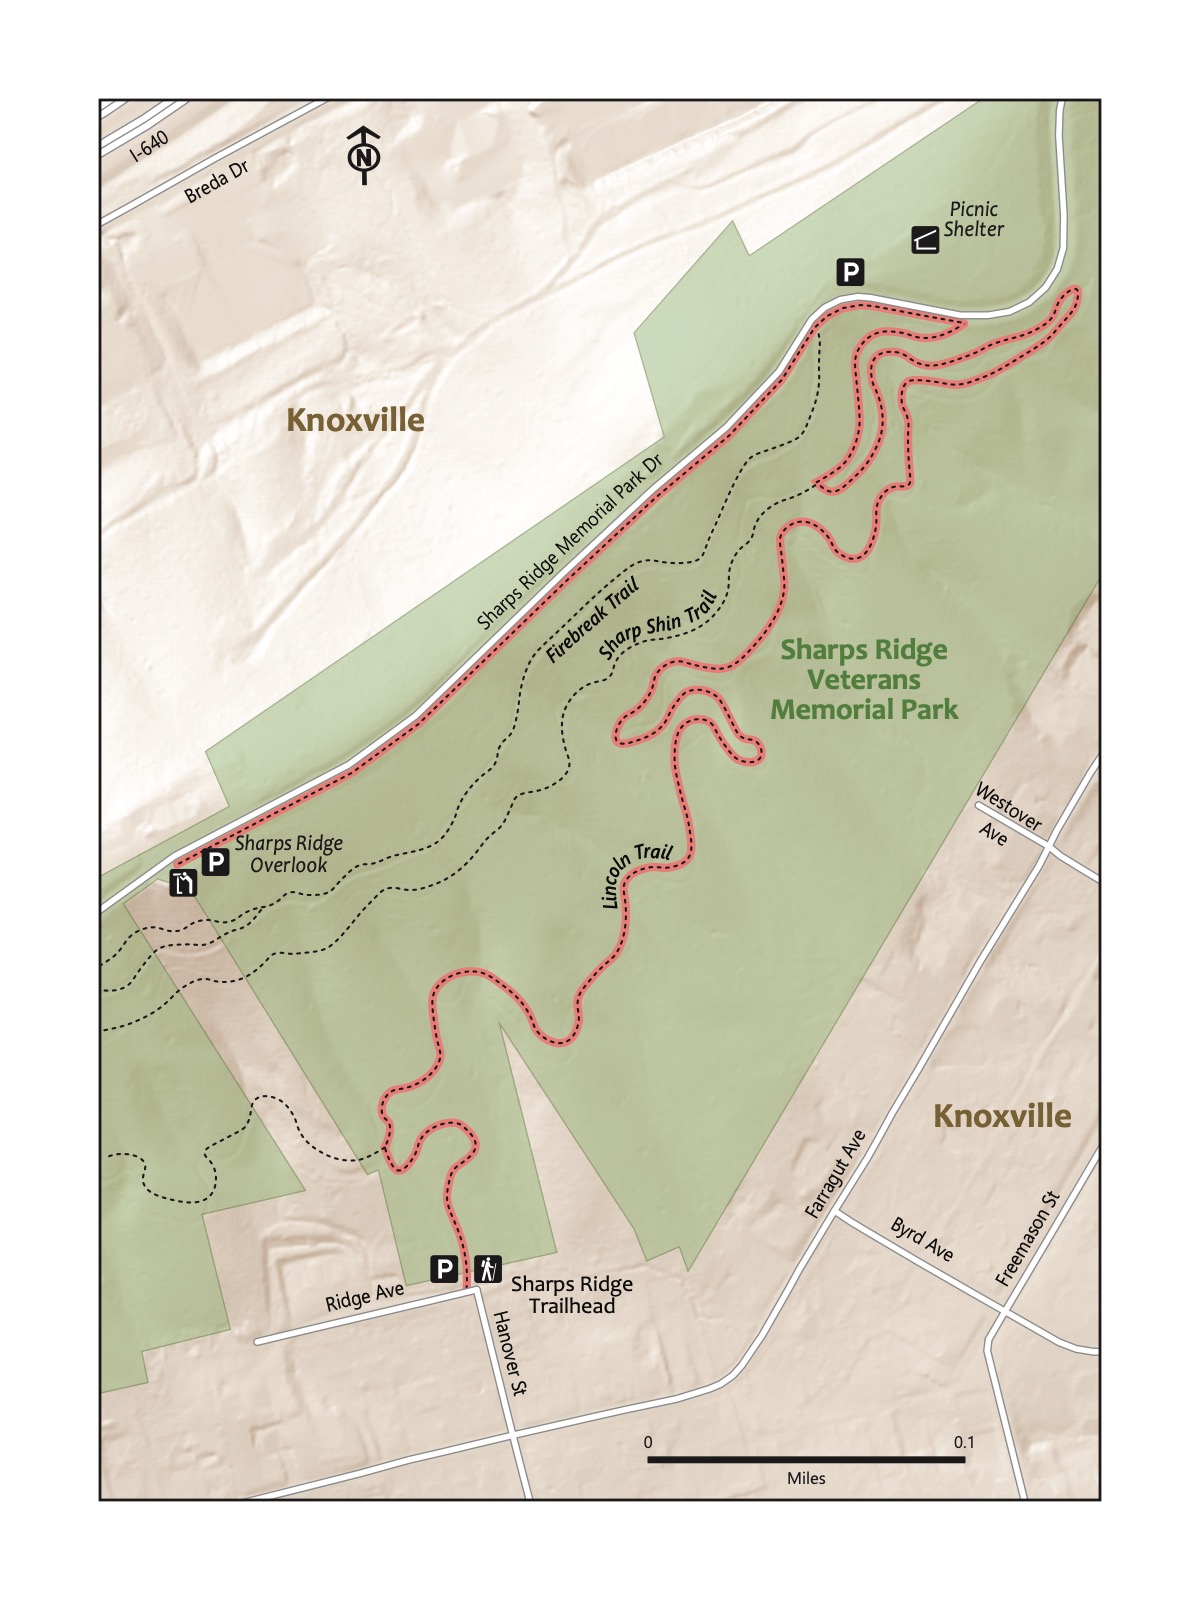 I-640
Breda Dr
N
Picnic
Shelter
P
Knoxville
Sharps Ridge Memorial Park Dr
Firebreak Trail
Sharp Shin Trail
Sharps Ridge
Veterans
Memorial Park
Westover
Ave
Sharps Ridge
Overlook
P
Lincoln Trail
Knoxville
Farragut Ave
Byrd Ave
Freemason St
P
Sharps Ridge
Trailhead
Ridge Ave
Hanover St
0 0.1
Miles